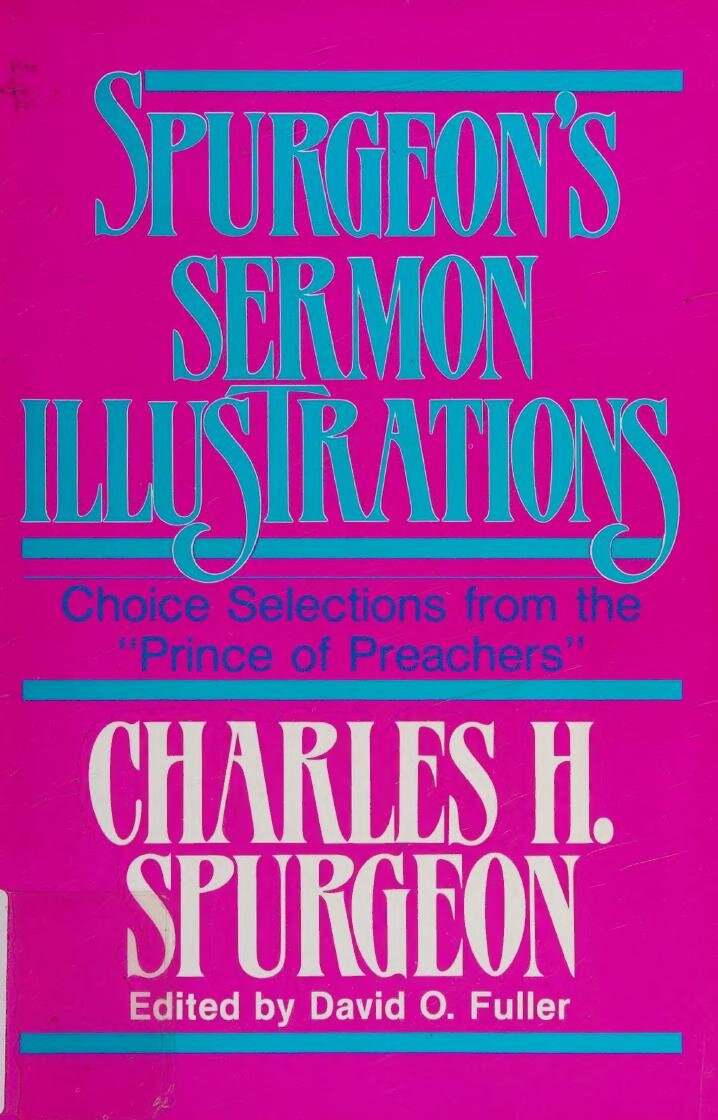 SPURGEON'S
SERMON
ILLUSTRATIONS
Choice Selections from the
"Prince of Preachers"
CHARLES H.
SPURGEON
Edited by David O. Fuller